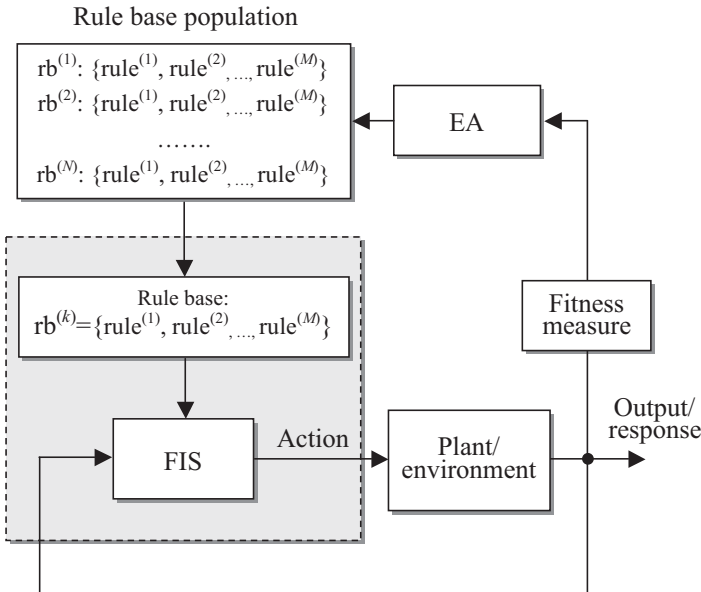 Rule base population
rb^(1): {rule^(1), rule^(2), ..., rule^(M)}
rb^(2): {rule^(1), rule^(2), ..., rule^(M)}
.......
rb^(N): {rule^(1), rule^(2), ..., rule^(M)}
EA
Rule base:
rb^(k)={rule^(1), rule^(2), ..., rule^(M)}
Fitness
measure
FIS
Action
Plant/
environment
Output/
response